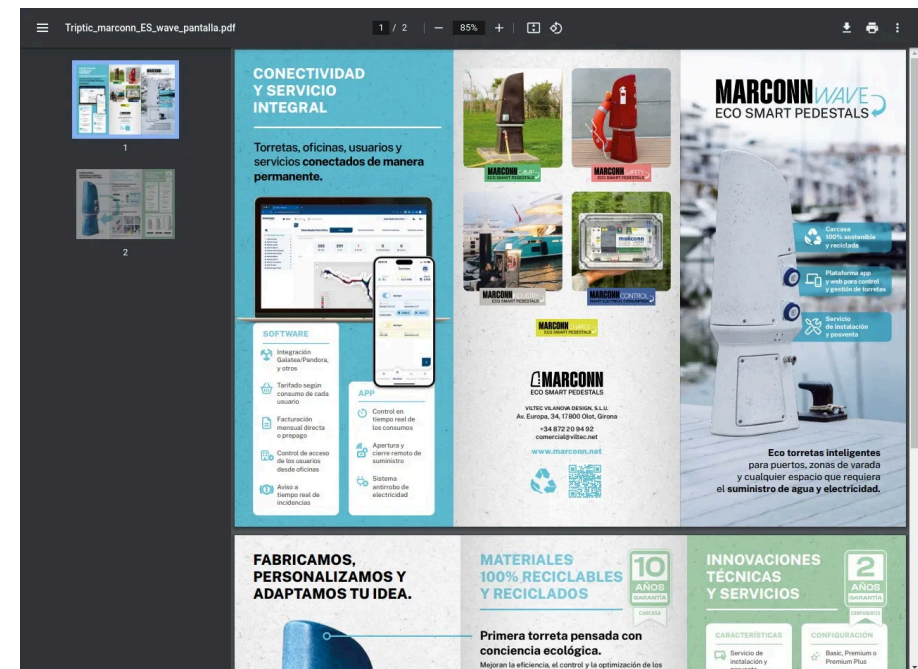 Triptic_marconn_ES_wave_pantalla.pdf
1 / 2
85%
1
2
CONECTIVIDAD
Y SERVICIO
INTEGRAL
Torretas, oficinas, usuarios y
servicios conectados de manera
permanente.
SOFTWARE
Integración
Galatea/Pandora,
y otros
Tarifado según
consumo de cada
usuario
Facturación
mensual directa
o prepago
Control de acceso
de los usuarios
desde oficinas
Aviso a
tiempo real de
incidencias
APP
Control en
tiempo real de
los consumos
Apertura y
cierre remoto de
suministro
Sistema
antirrobo de
electricidad
MARCONN CAMP
ECO SMART PEDESTALS
MARCONN SAFETY
ECO SMART PEDESTALS
MARCONN
ECO SMART PEDESTALS
MARCONN CONTROL
MARCONN
ECO SMART PEDESTALS
MARCONN
ECO SMART PEDESTALS
VILTEC VILANOVA DESIGN, S.L.U.
Av. Europa, 34, 17800 Olot, Girona
+34 872 20 94 92
comercial@viltec.net
www.marconn.net
MARCONN WAVE
ECO SMART PEDESTALS
Carcasa
100% sostenible
y reciclada
Plataforma app
y web para control
y gestión de torretas
Servicio
de instalación
y posventa
Eco torretas inteligentes
para puertos, zonas de varada
y cualquier espacio que requiera
el suministro de agua y electricidad.
FABRICAMOS,
PERSONALIZAMOS Y
ADAPTAMOS TU IDEA.
MATERIALES
100% RECICLABLES
Y RECICLADOS
10
AÑOS
GARANTÍA
CARCASA
Primera torreta pensada con
conciencia ecológica.
Mejoran la eficiencia, el control y la optimización de los
INNOVACIONES
TÉCNICAS
Y SERVICIOS
2
AÑOS
GARANTÍA
COMPONENTES
CARACTERÍSTICAS
Servicio de
instalación y
CONFIGURACIÓN
Basic, Premium o
Premium Plus